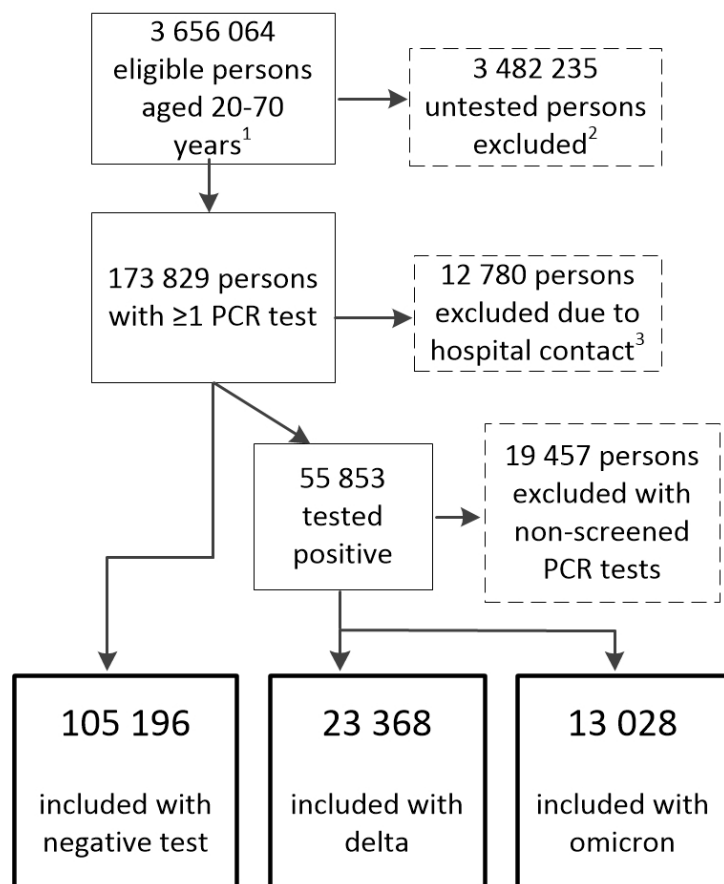 3 656 064
eligible persons
aged 20-70
years1
3 482 235
untested persons
excluded2
173 829 persons
with ≥1 PCR test
12 780 persons
excluded due to
hospital contact3
55 853
tested
positive
19 457 persons
excluded with
non-screened
PCR tests
105 196
included with
negative test
23 368
included with
delta
13 028
included with
omicron